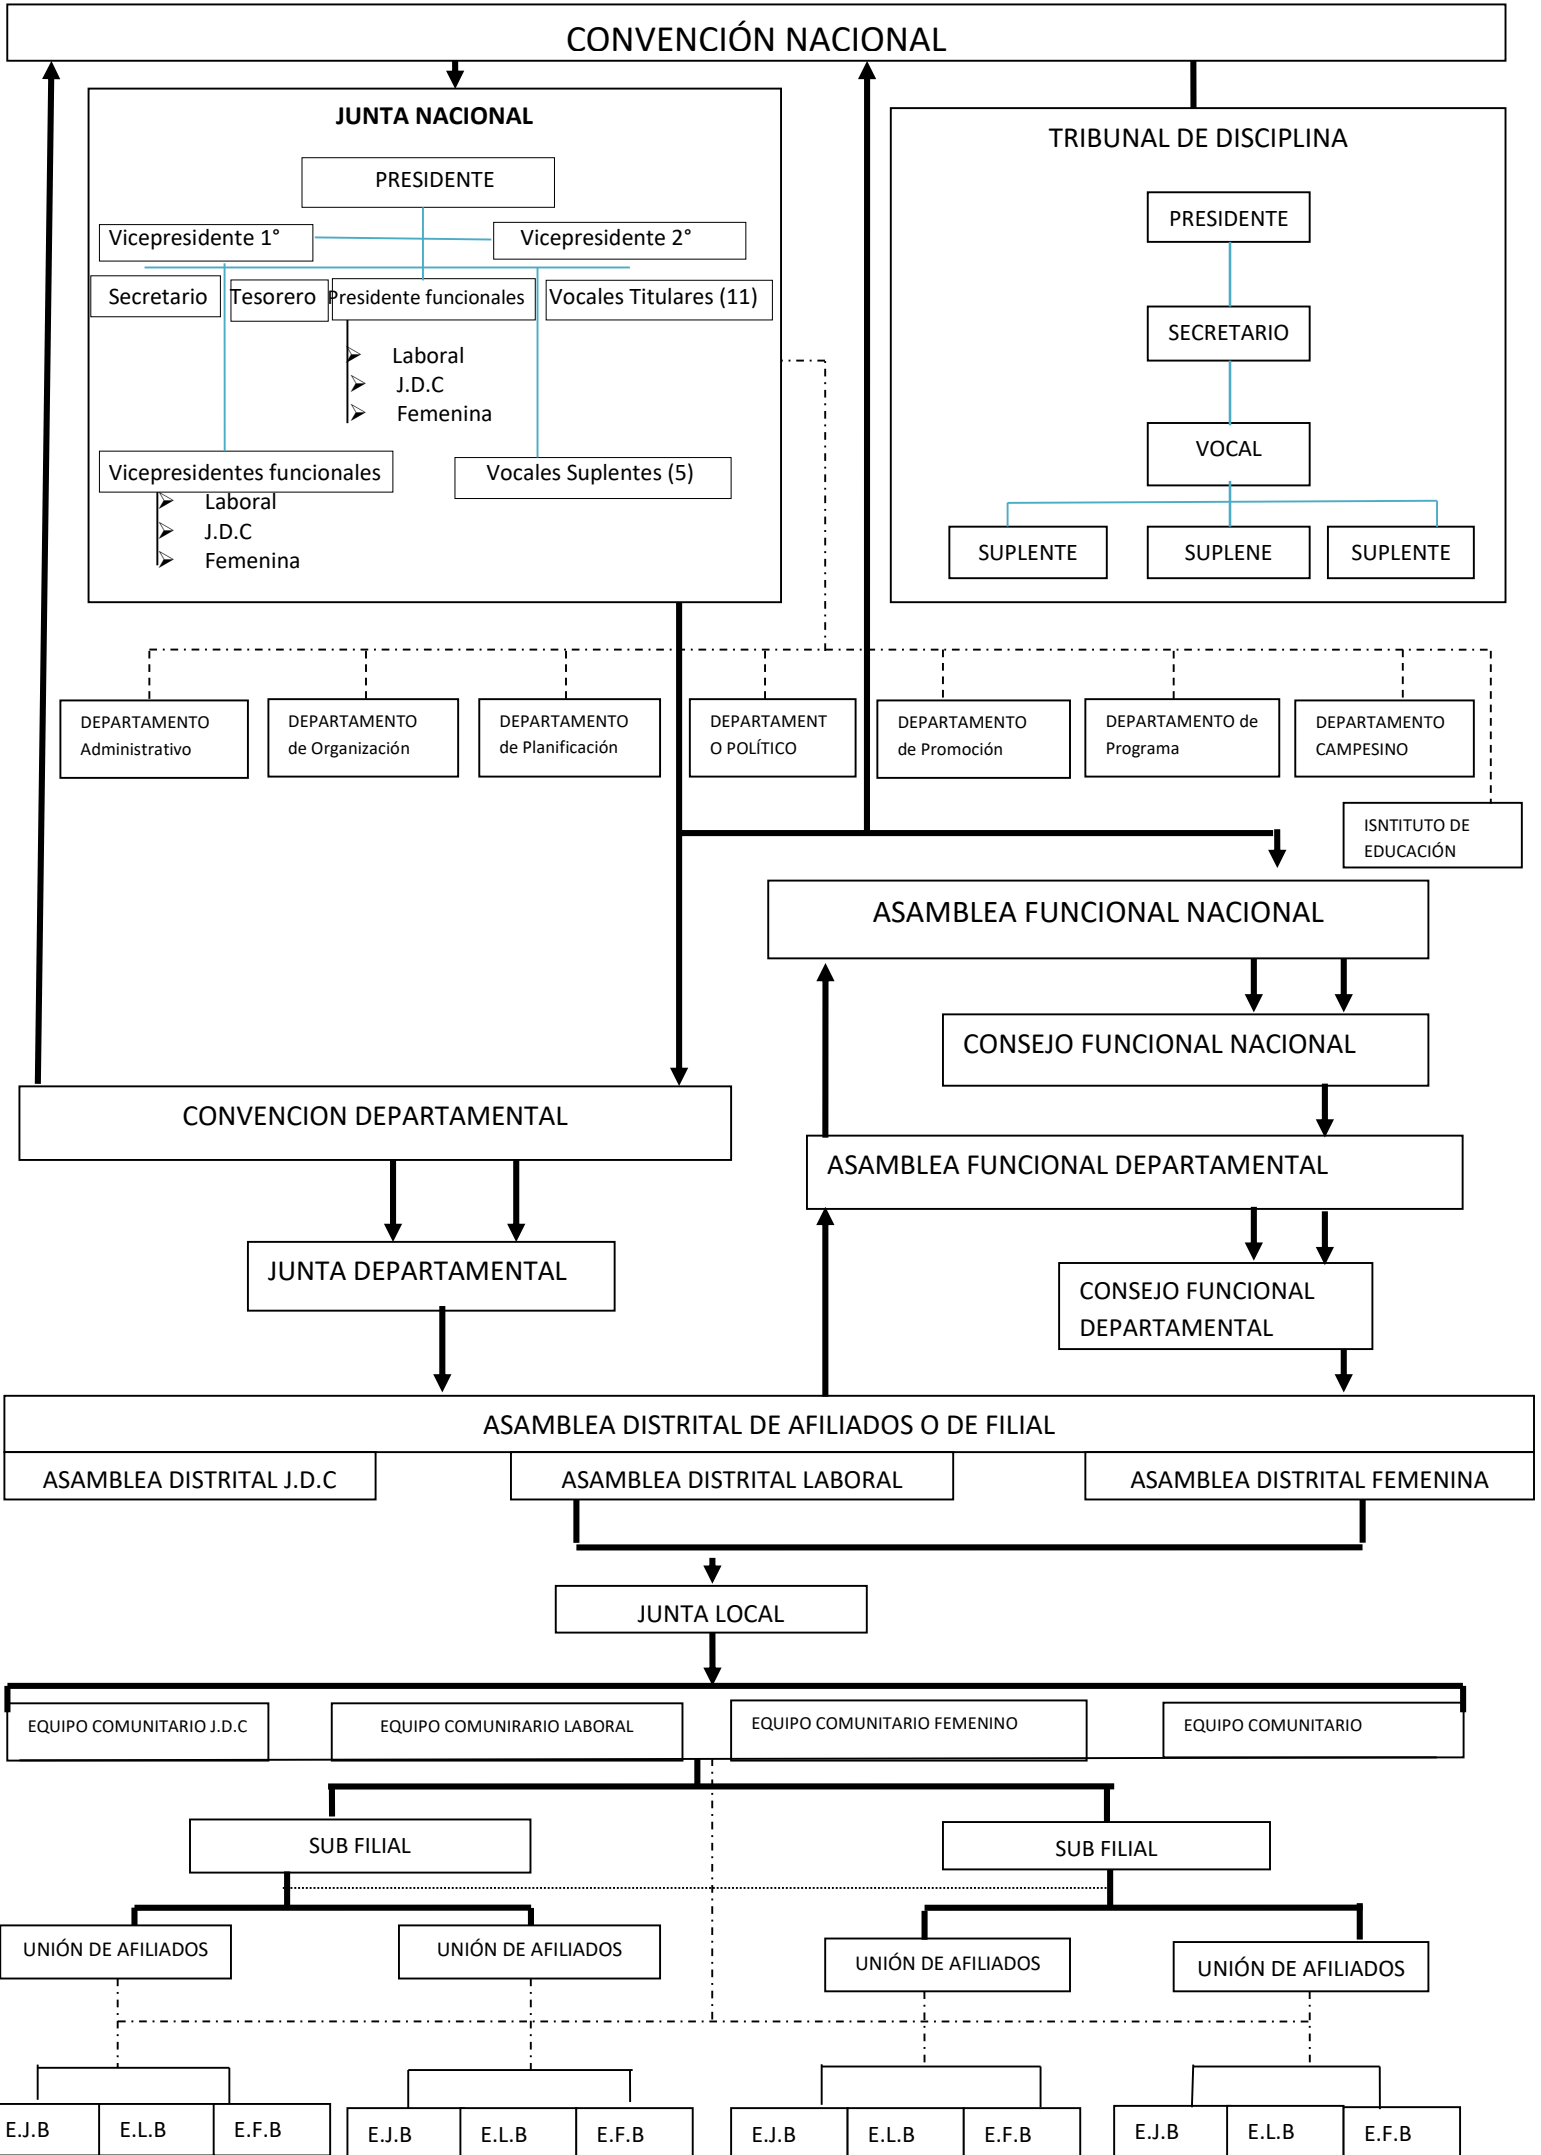 CONVENCIÓN NACIONAL
JUNTA NACIONAL
PRESIDENTE
Vicepresidente 1°
Vicepresidente 2°
Secretario
Tesorero
Presidente funcionales
Vocales Titulares (11)
Laboral
J.D.C
Femenina
Vicepresidentes funcionales
Vocales Suplentes (5)
Laboral
J.D.C
Femenina
TRIBUNAL DE DISCIPLINA
PRESIDENTE
SECRETARIO
VOCAL
SUPLENTE
SUPLENE
SUPLENTE
DEPARTAMENTO
Administrativo
DEPARTAMENTO
de Organización
DEPARTAMENTO
de Planificación
DEPARTAMENT
O POLÍTICO
DEPARTAMENTO
de Promoción
DEPARTAMENTO de
Programa
DEPARTAMENTO
CAMPESINO
ISNTITUTO DE
EDUCACIÓN
ASAMBLEA FUNCIONAL NACIONAL
CONSEJO FUNCIONAL NACIONAL
CONVENCION DEPARTAMENTAL
ASAMBLEA FUNCIONAL DEPARTAMENTAL
JUNTA DEPARTAMENTAL
CONSEJO FUNCIONAL
DEPARTAMENTAL
ASAMBLEA DISTRITAL DE AFILIADOS O DE FILIAL
ASAMBLEA DISTRITAL J.D.C
ASAMBLEA DISTRITAL LABORAL
ASAMBLEA DISTRITAL FEMENINA
JUNTA LOCAL
EQUIPO COMUNITARIO J.D.C
EQUIPO COMUNIRARIO LABORAL
EQUIPO COMUNITARIO FEMENINO
EQUIPO COMUNITARIO
SUB FILIAL
SUB FILIAL
UNIÓN DE AFILIADOS
UNIÓN DE AFILIADOS
UNIÓN DE AFILIADOS
UNIÓN DE AFILIADOS
E.J.B
E.L.B
E.F.B
E.J.B
E.L.B
E.F.B
E.J.B
E.L.B
E.F.B
E.J.B
E.L.B
E.F.B